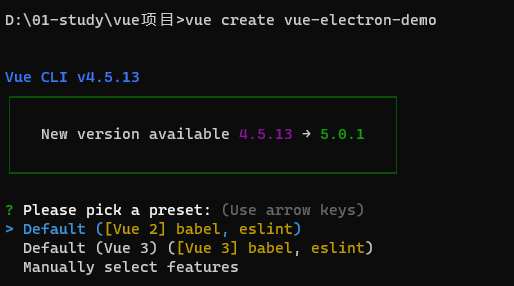 D:\01-study\vue项目>vue create vue-electron-demo
Vue CLI v4.5.13
New version available 4.5.13 → 5.0.1
? Please pick a preset: (Use arrow keys)
> Default ([Vue 2] babel, eslint)
Default (Vue 3) ([Vue 3] babel, eslint)
Manually select features